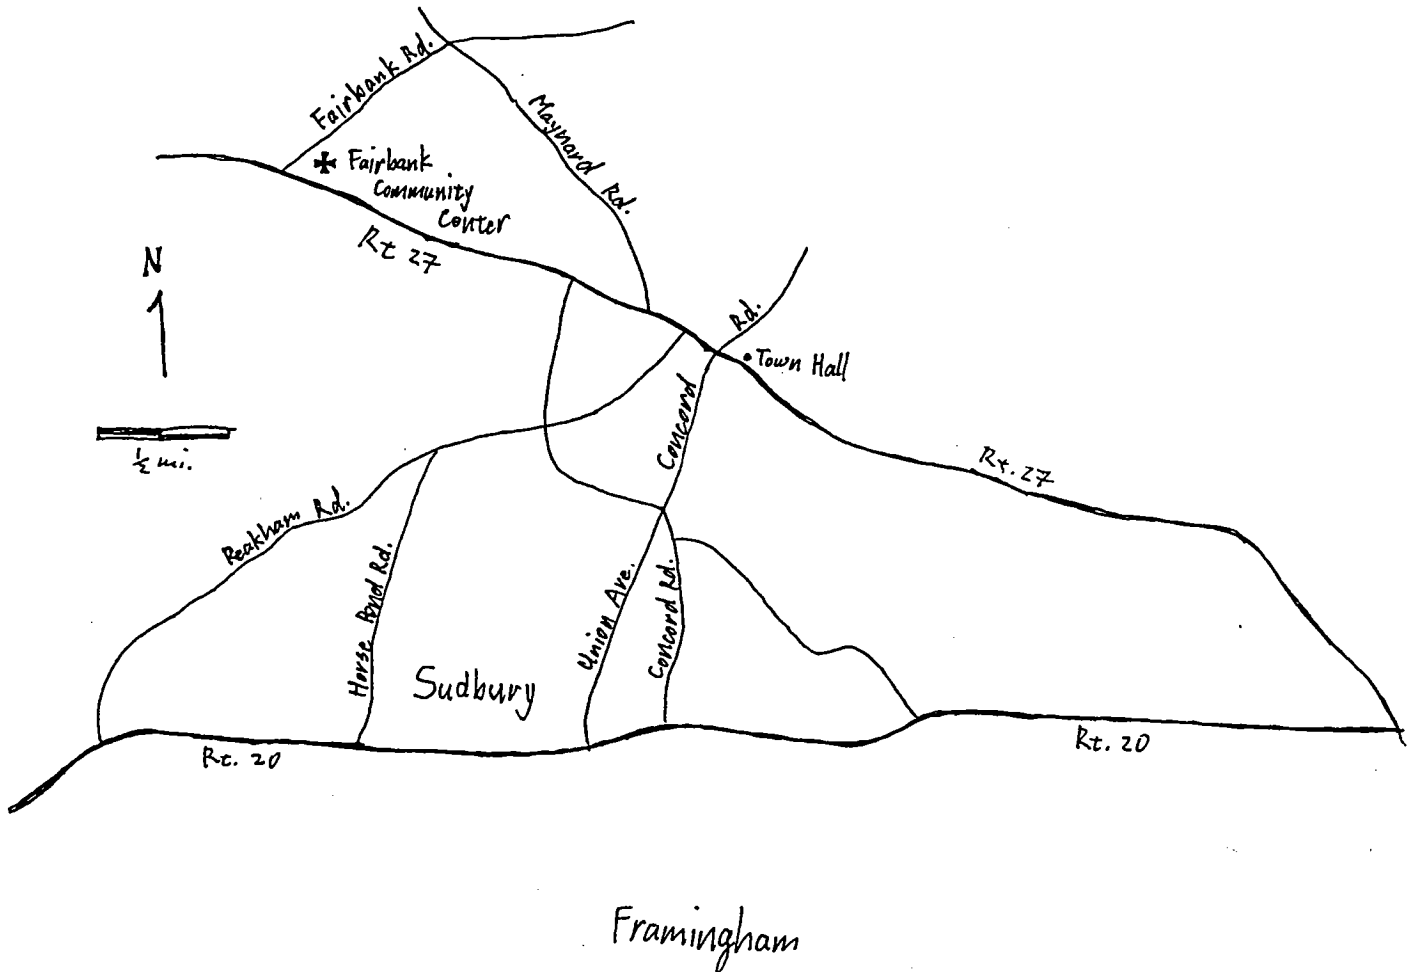 Fairbank Rd.
Maynard Rd.
Fairbank
Community
Center
Rt 27
N
Rd.
Town Hall
Concord
½ mi.
Rt. 27
Peakham Rd.
Horse Pond Rd.
Union Ave.
Concord Rd.
Sudbury
Rt. 20
Rt. 20
Framingham